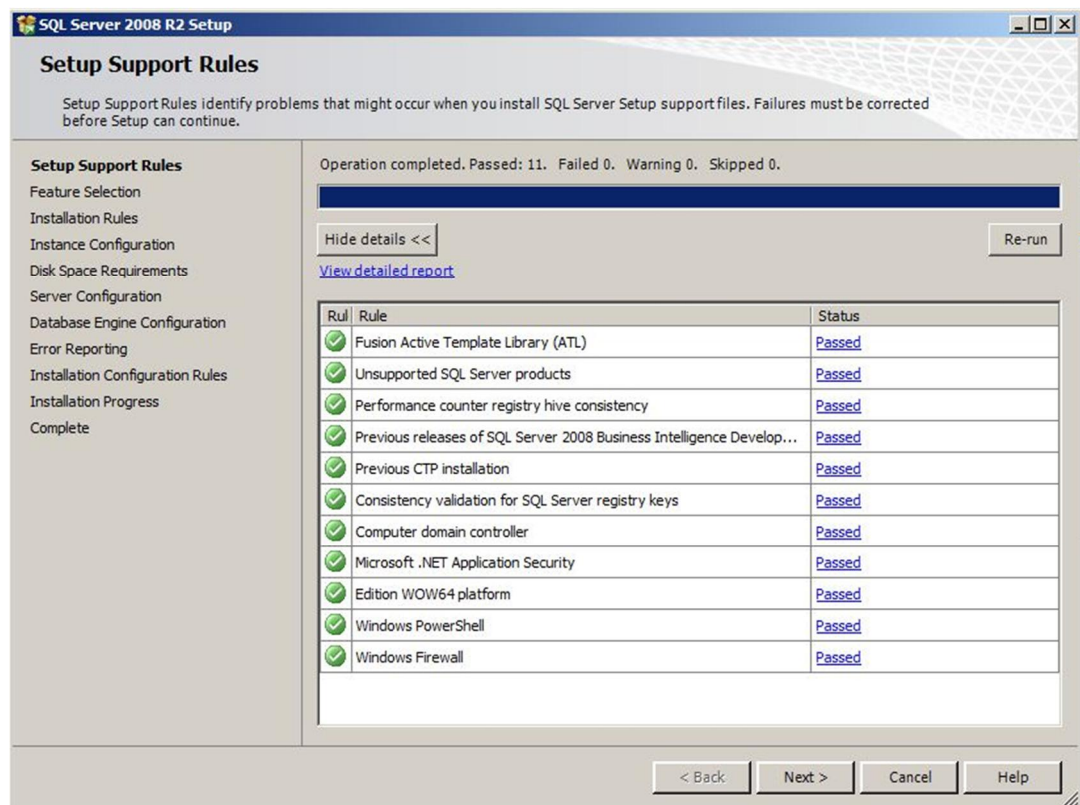 SQL Server 2008 R2 Setup
Setup Support Rules
Setup Support Rules identify problems that might occur when you install SQL Server Setup support files. Failures must be corrected
before Setup can continue.
Setup Support Rules
Feature Selection
Installation Rules
Instance Configuration
Disk Space Requirements
Server Configuration
Database Engine Configuration
Error Reporting
Installation Configuration Rules
Installation Progress
Complete
Operation completed. Passed: 11. Failed 0. Warning 0. Skipped 0.
Hide details <<
Re-run
View detailed report
Rul Rule Status
Fusion Active Template Library (ATL) Passed
Unsupported SQL Server products Passed
Performance counter registry hive consistency Passed
Previous releases of SQL Server 2008 Business Intelligence Develop... Passed
Previous CTP installation Passed
Consistency validation for SQL Server registry keys Passed
Computer domain controller Passed
Microsoft .NET Application Security Passed
Edition WOW64 platform Passed
Windows PowerShell Passed
Windows Firewall Passed
< Back Next > Cancel Help